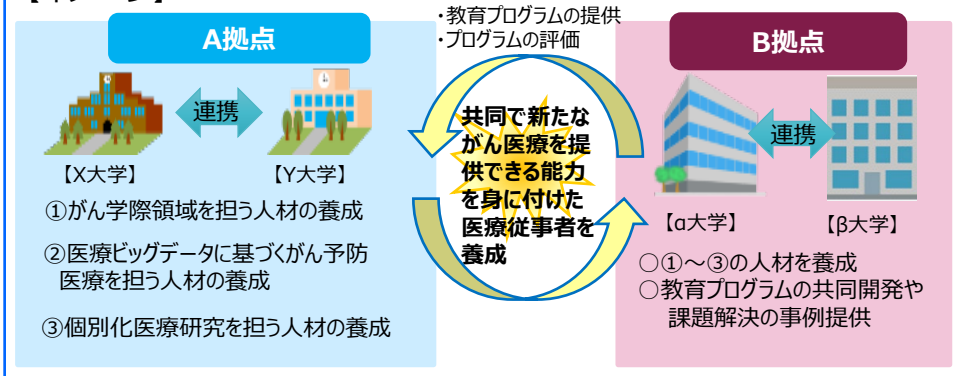 ・教育プログラムの提供
・プログラムの評価
A拠点
連携
【X大学】
【Y大学】
①がん学際領域を担う人材の養成
②医療ビッグデータに基づくがん予防
医療を担う人材の養成
③個別化医療研究を担う人材の養成
共同で新たな
がん医療を提
供できる能力
を身に付けた
医療従事者を
養成
B拠点
連携
【α大学】
【β大学】
○①～③の人材を養成
○教育プログラムの共同開発や
課題解決の事例提供